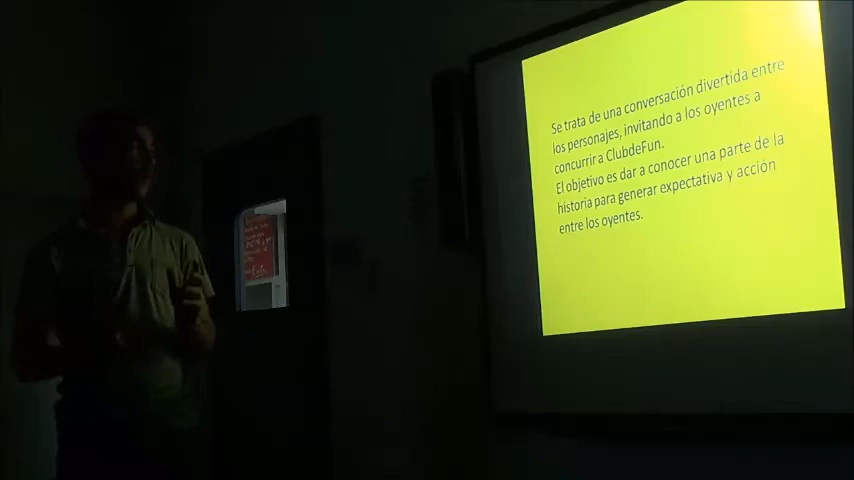 Se trata de una conversación divertida entre
los personajes, invitando a los oyentes a
concurrir a ClubdeFun.
El objetivo es dar a conocer una parte de la
historia para generar expectativa y acción
entre los oyentes.